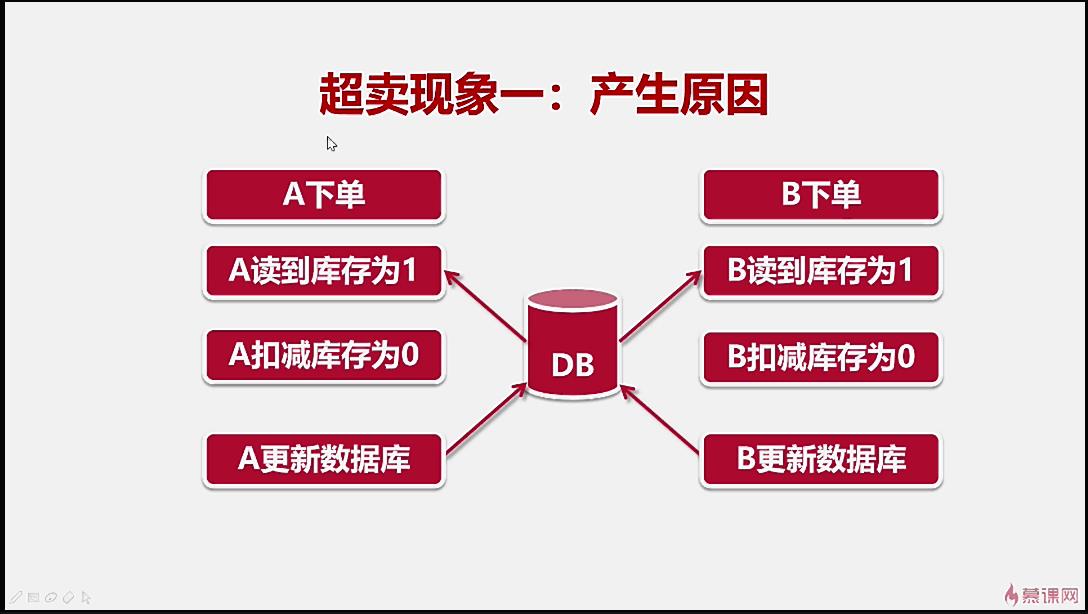 超卖现象一：产生原因
A下单
B下单
A读到库存为1
B读到库存为1
A扣减库存为0
B扣减库存为0
DB
A更新数据库
B更新数据库
慕课网